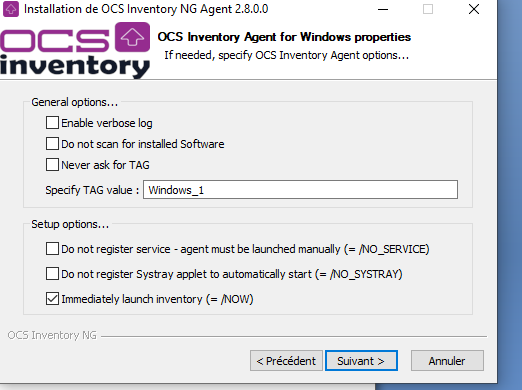 Installation de OCS Inventory NG Agent 2.8.0.0
OCS
inventory
OCS Inventory Agent for Windows properties
If needed, specify OCS Inventory Agent options...
General options...
Enable verbose log
Do not scan for installed Software
Never ask for TAG
Specify TAG value : Windows_1
Setup options...
Do not register service - agent must be launched manually (= /NO_SERVICE)
Do not register Systray applet to automatically start (= /NO_SYSTRAY)
Immediately launch inventory (= /NOW)
OCS Inventory NG
< Précédent Suivant > Annuler